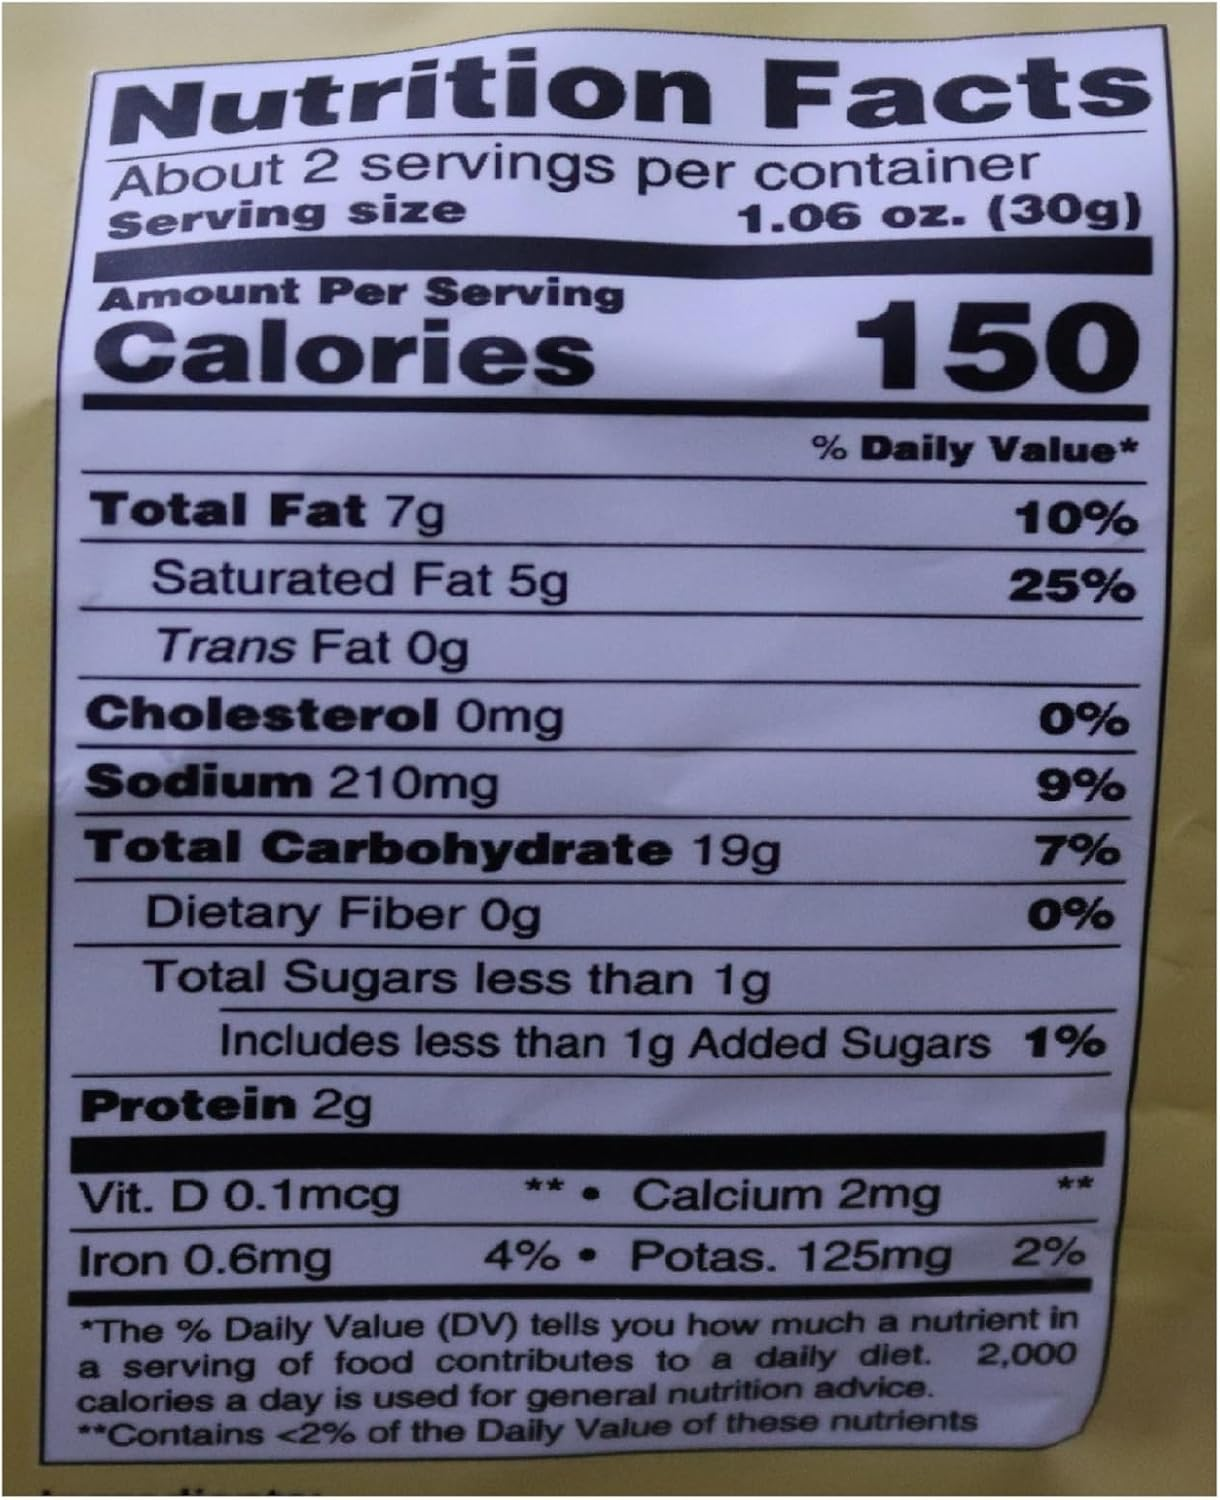 Nutrition Facts
About 2 servings per container
Serving size 1.06 oz. (30g)
Amount Per Serving
Calories 150
% Daily Value*
Total Fat 7g 10%
Saturated Fat 5g 25%
Trans Fat 0g
Cholesterol 0mg 0%
Sodium 210mg 9%
Total Carbohydrate 19g 7%
Dietary Fiber 0g 0%
Total Sugars less than 1g
Includes less than 1g Added Sugars 1%
Protein 2g
Vit. D 0.1mcg ** • Calcium 2mg **
Iron 0.6mg 4% • Potas. 125mg 2%
*The % Daily Value (DV) tells you how much a nutrient in
a serving of food contributes to a daily diet. 2,000
calories a day is used for general nutrition advice.
**Contains <2% of the Daily Value of these nutrients